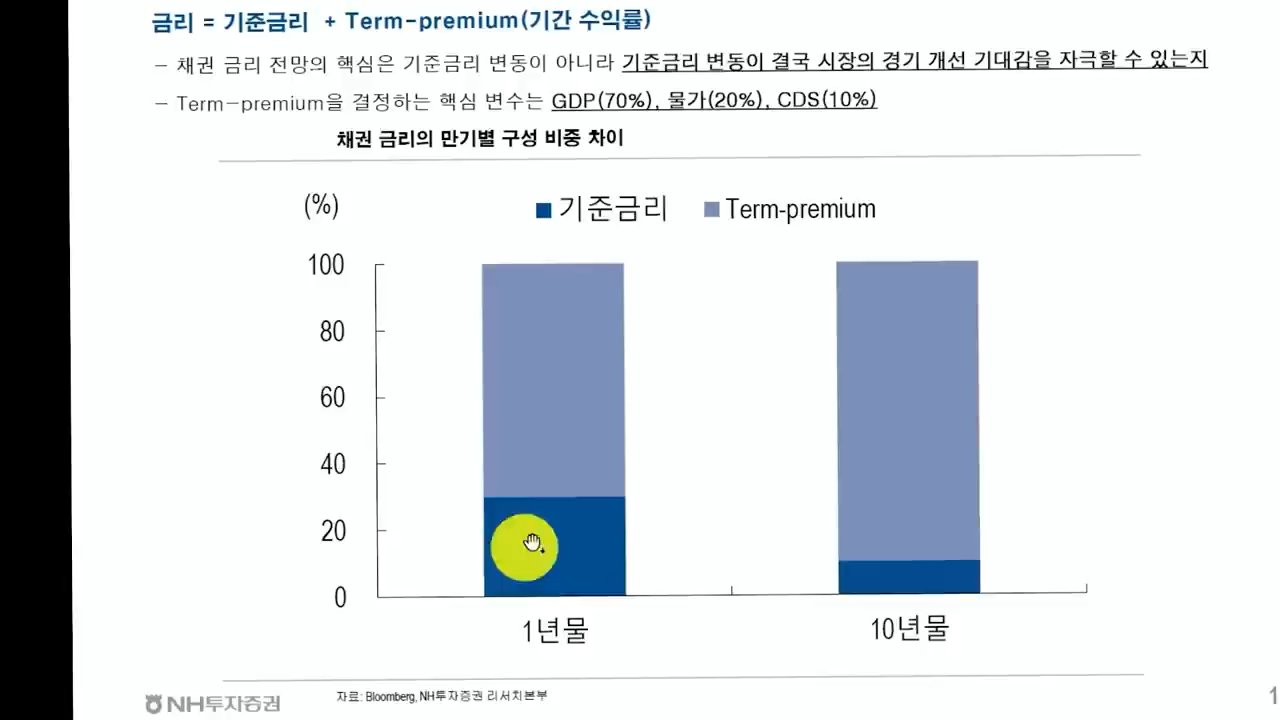 금리 = 기준금리 + Term-premium(기간 수익률)
- 채권 금리 전망의 핵심은 기준금리 변동이 아니라 기준금리 변동이 결국 시장의 경기 개선 기대감을 자극할 수 있는지
- Term-premium을 결정하는 핵심 변수는 GDP(70%), 물가(20%), CDS(10%)
채권 금리의 만기별 구성 비중 차이
(%)
기준금리 Term-premium
100
80
60
40
20
0
1년물 10년물
NH투자증권 자료: Bloomberg, NH투자증권 리서치본부
1